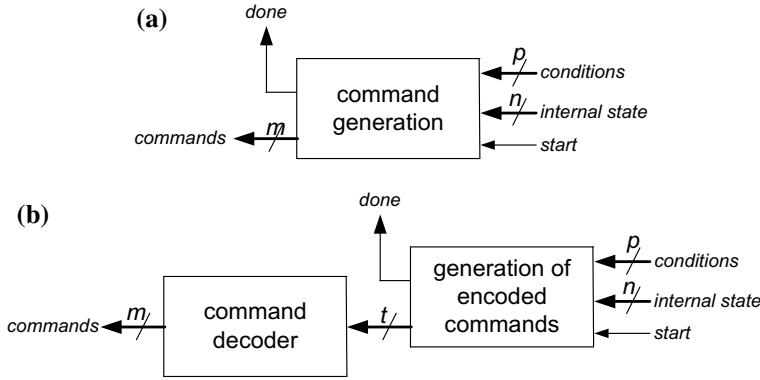 (a)
done
command
generation
p
conditions
n
internal state
start
commands
m
(b)
done
generation of
encoded
commands
p
conditions
n
internal state
start
t
command
decoder
commands
m